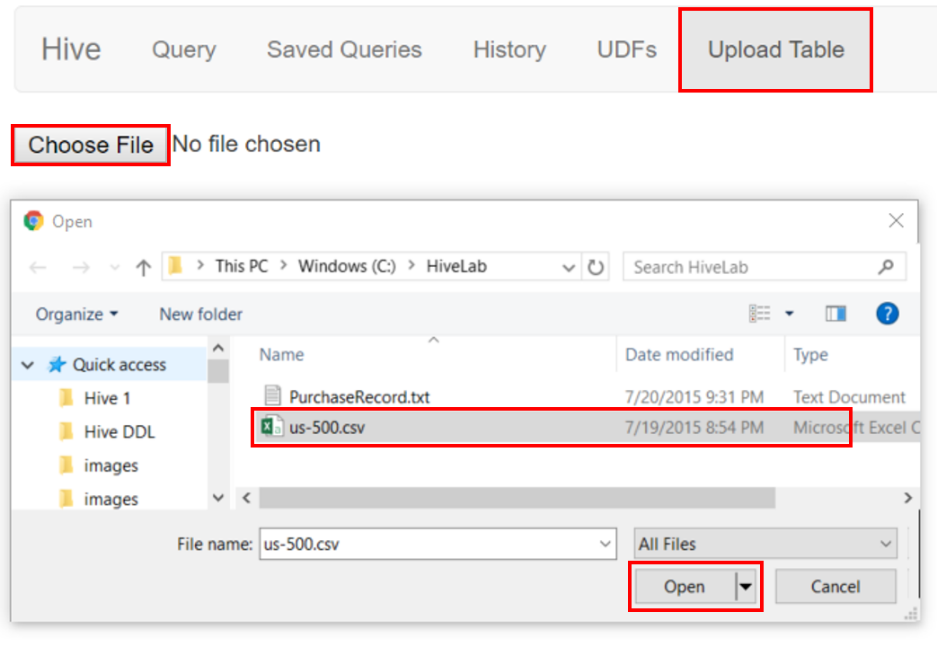 Hive Query Saved Queries History UDFs Upload Table
Choose File No file chosen
Open
This PC > Windows (C:) > HiveLab Search HiveLab
Organize New folder
Name Date modified Type
Quick access
Hive 1 PurchaseRecord.txt 7/20/2015 9:31 PM Text Document
Hive DDL us-500.csv 7/19/2015 8:54 PM Microsoft Excel C
images
images
File name: us-500.csv All Files
Open Cancel